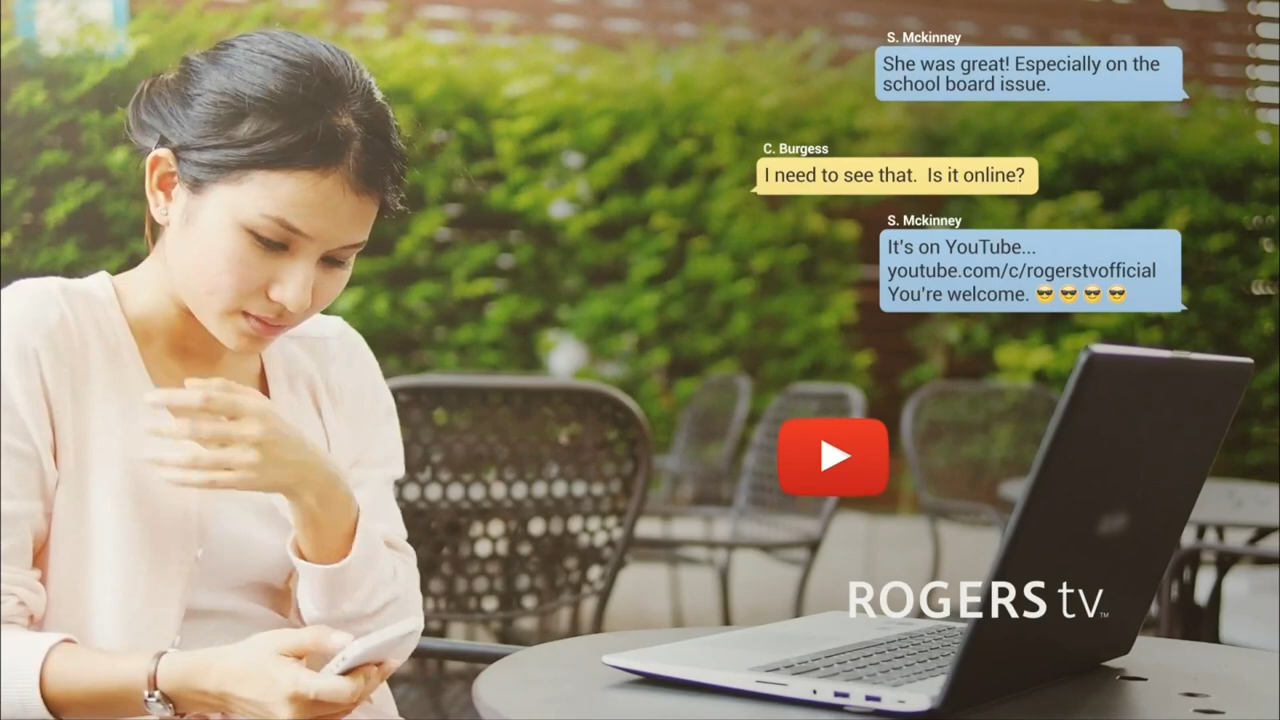 S. Mckinney
She was great! Especially on the
school board issue.
C. Burgess
I need to see that.  Is it online?
S. Mckinney
It's on YouTube...
youtube.com/c/rogerstvofficial
You're welcome. 😎😎😎😎
ROGERS tv™